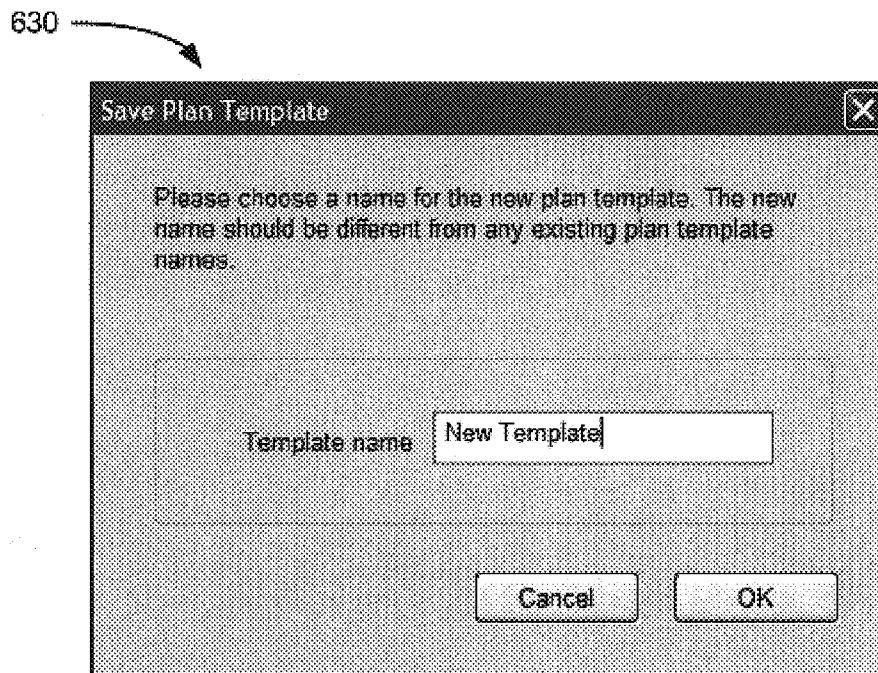 630
Save Plan Template
Please choose a name for the new plan template. The new
name should be different from any existing plan template
names.
Template name
New Template
Cancel
OK